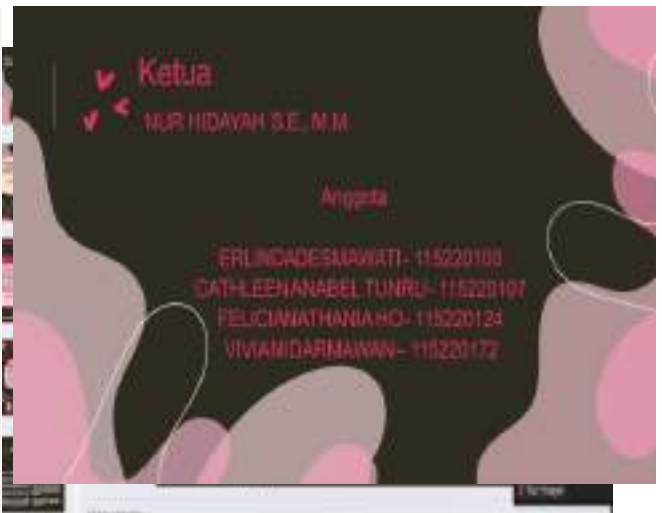 Ketua
NUR HIDAYAH S.E., M.M
Anggota
ERLINDADESMAWATI- 115220100
CATHLEENANABEL TUNRU- 115220107
FELICIANATHANIA HO- 115220124
VIVIANIDARMAWAN– 115220172